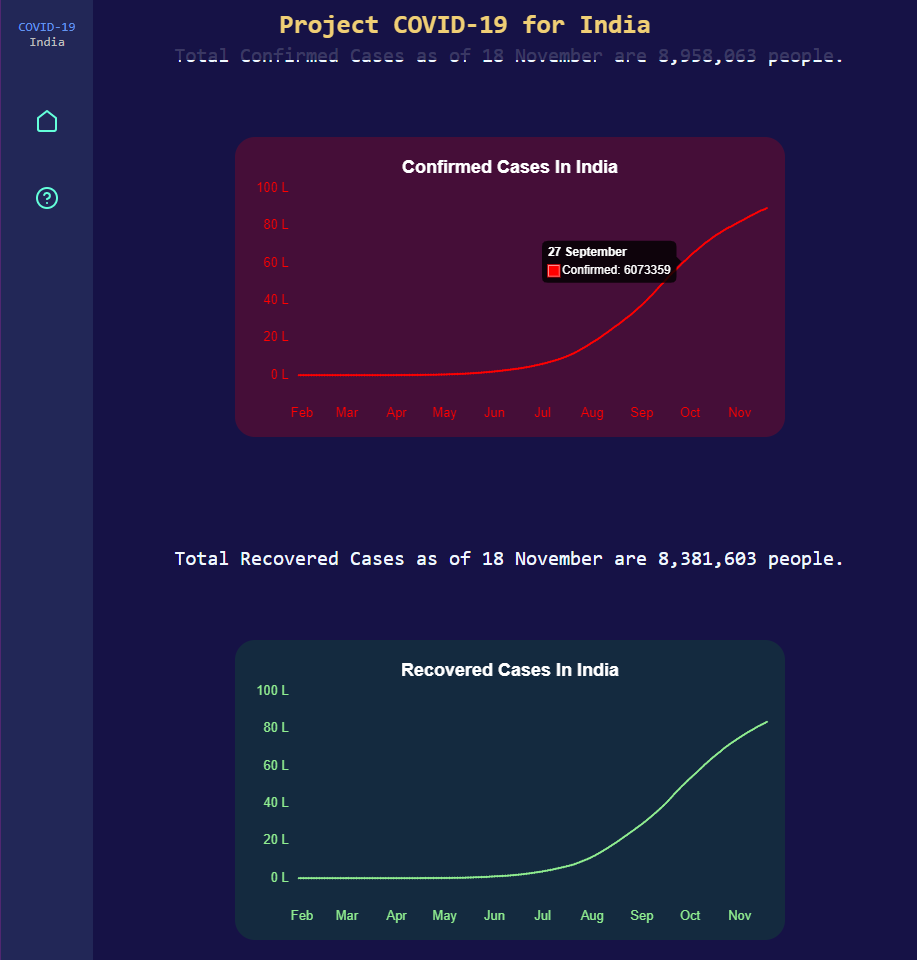 COVID-19
India
Project COVID-19 for India
Total Confirmed Cases as of 18 November are 8,958,063 people.
Confirmed Cases In India
100 L
80 L
60 L
40 L
20 L
0 L
27 September
Confirmed: 6073359
Feb Mar Apr May Jun Jul Aug Sep Oct Nov
Total Recovered Cases as of 18 November are 8,381,603 people.
Recovered Cases In India
100 L
80 L
60 L
40 L
20 L
0 L
Feb Mar Apr May Jun Jul Aug Sep Oct Nov